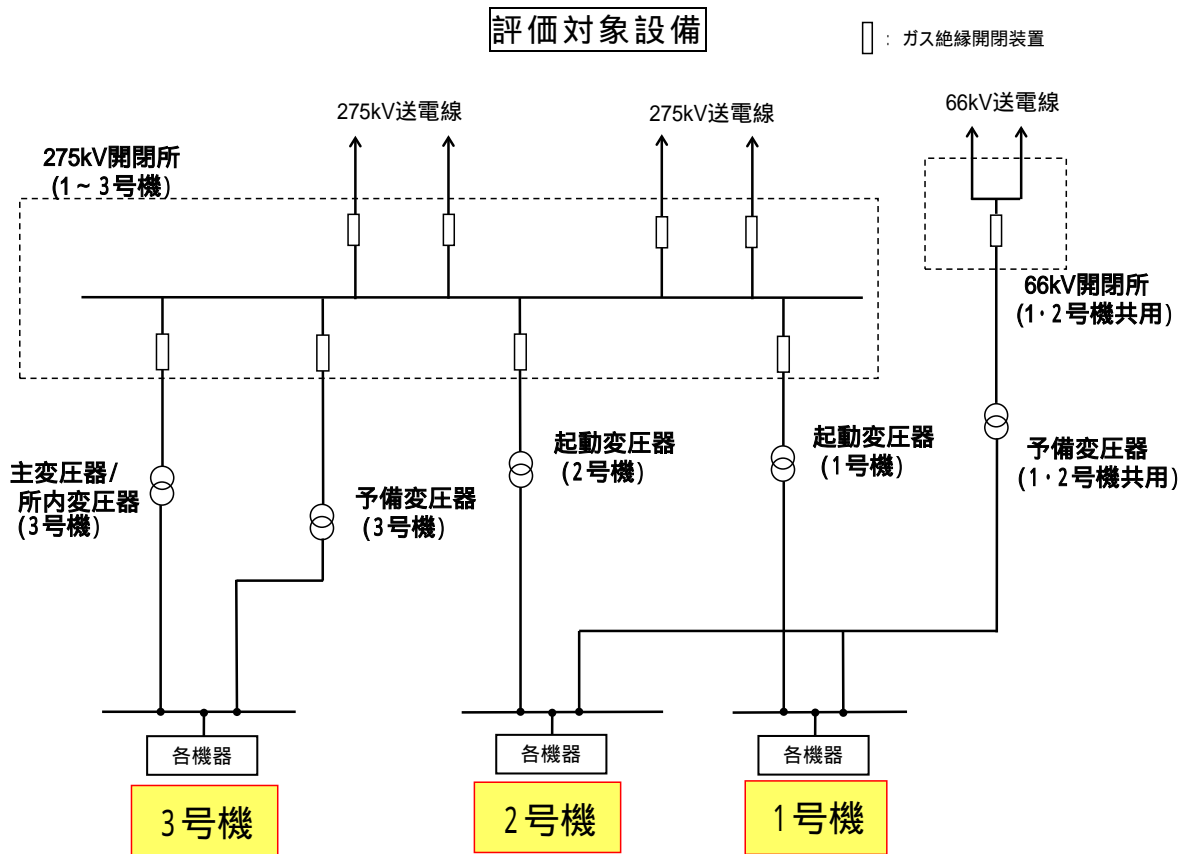 評価対象設備
: ガス絶縁開閉装置
275kV送電線
275kV送電線
66kV送電線
275kV開閉所
(1~3号機)
66kV開閉所
(1・2号機共用)
主変圧器/
所内変圧器
(3号機)
予備変圧器
(3号機)
起動変圧器
(2号機)
起動変圧器
(1号機)
予備変圧器
(1・2号機共用)
各機器
各機器
各機器
3号機
2号機
1号機